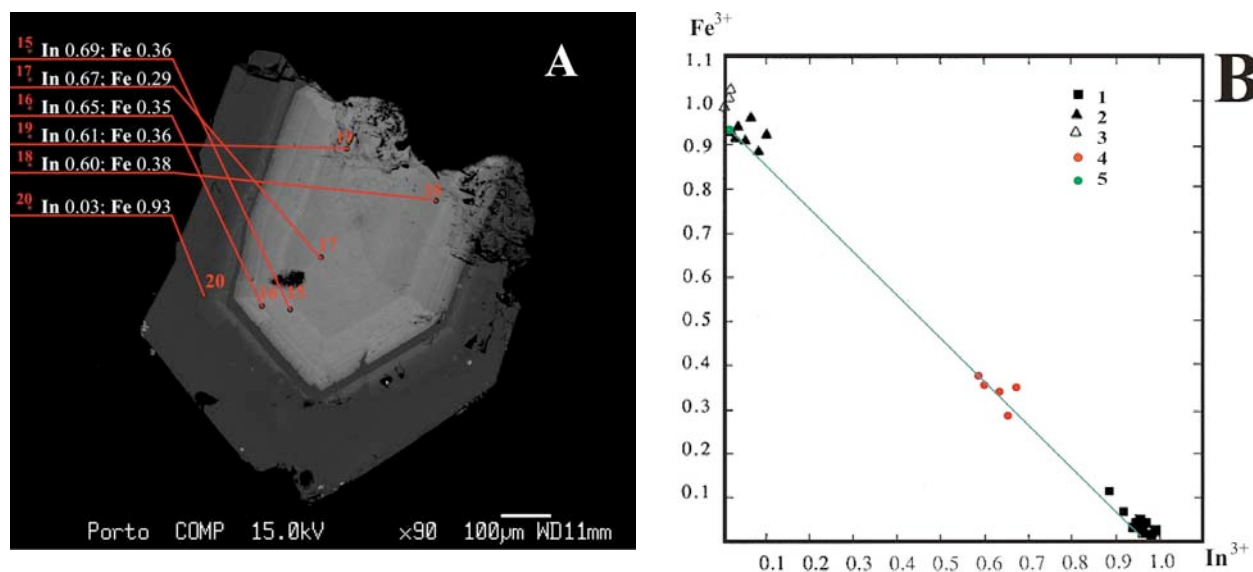 A
15 In 0.69; Fe 0.36
17 In 0.67; Fe 0.29
16 In 0.65; Fe 0.35
19 In 0.61; Fe 0.36
18 In 0.60; Fe 0.38
20 In 0.03; Fe 0.93
19
18
17
20
16 15
Porto COMP 15.0kV ×90 100µm WD11mm
Fe3+
B
1.1
1.0
0.9
0.8
0.7
0.6
0.5
0.4
0.3
0.2
0.1
1
2
3
4
5
0.1 0.2 0.3 0.4 0.5 0.6 0.7 0.8 0.9 1.0 In3+